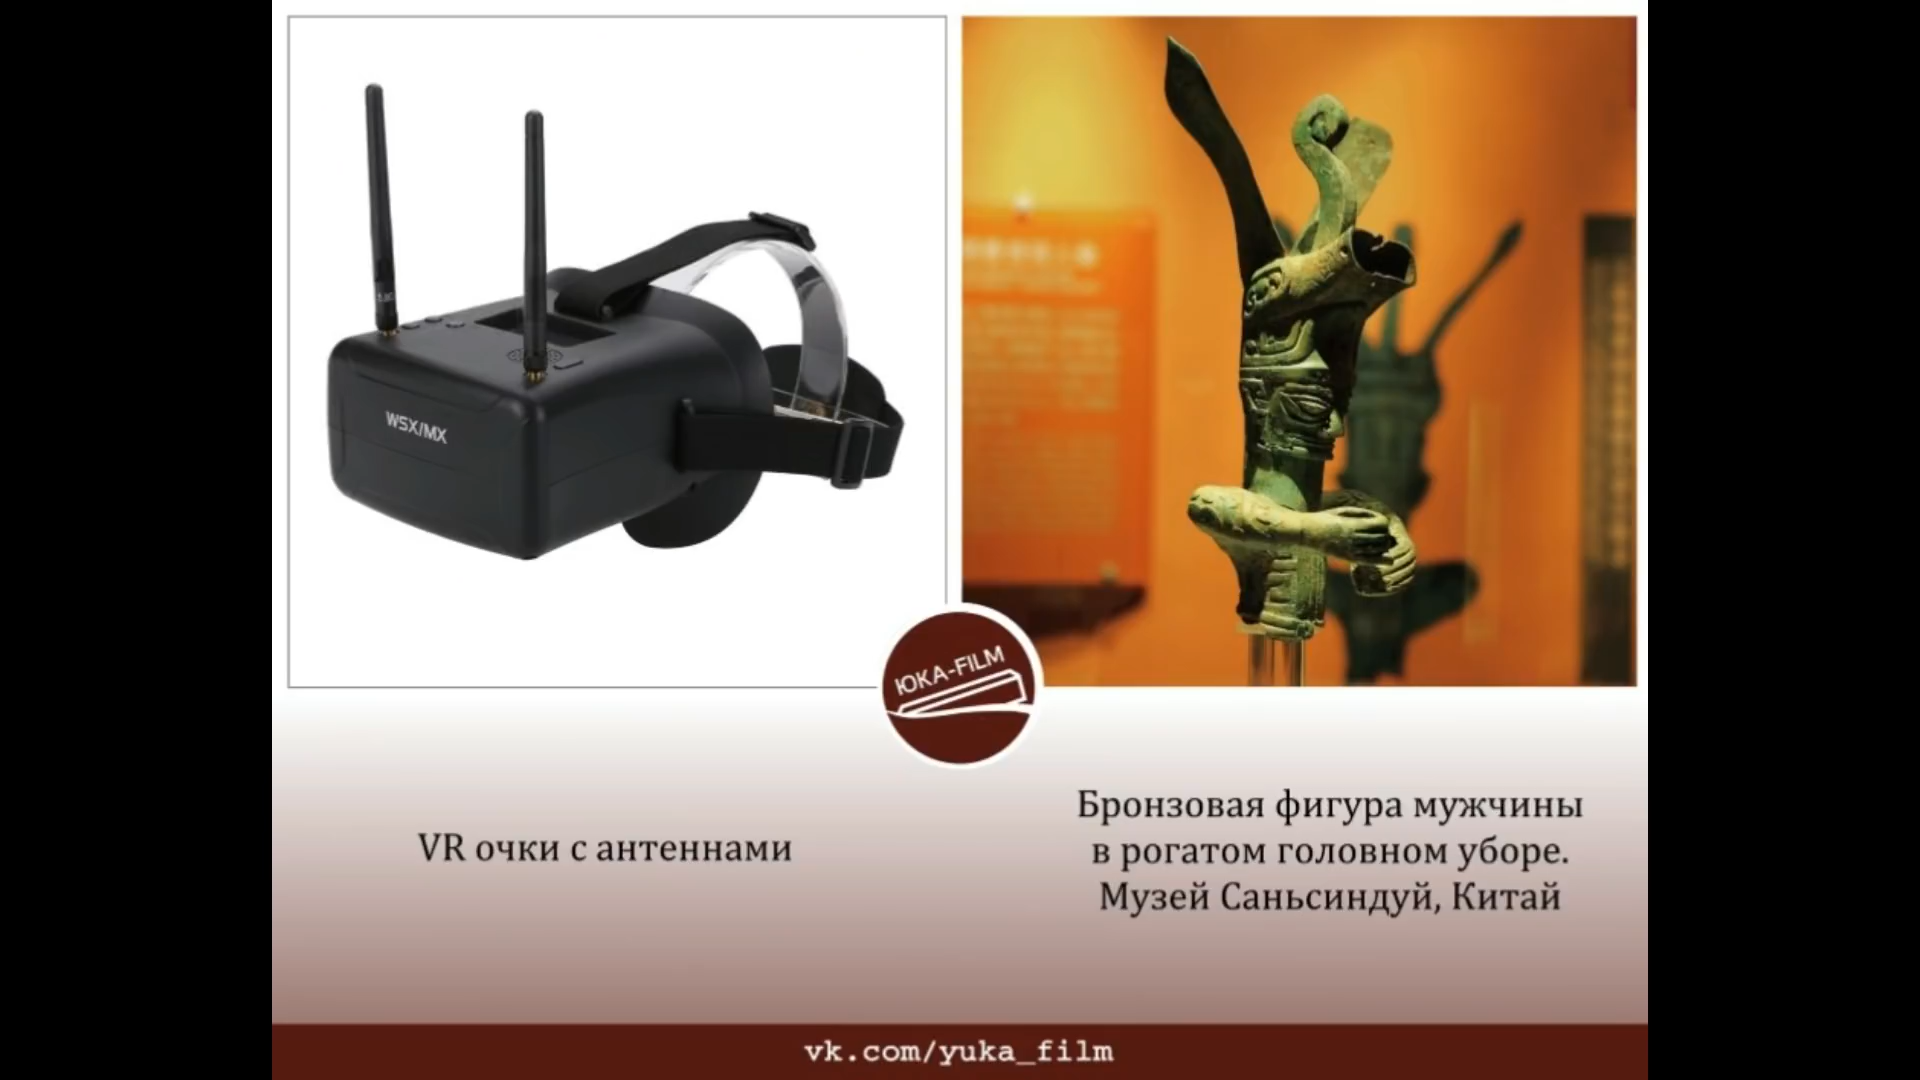 WSX/MX
ЮКА-FILM
VR очки с антеннами
Бронзовая фигура мужчины
в рогатом головном уборе.
Музей Саньсиндуй, Китай
vk.com/yuka_film